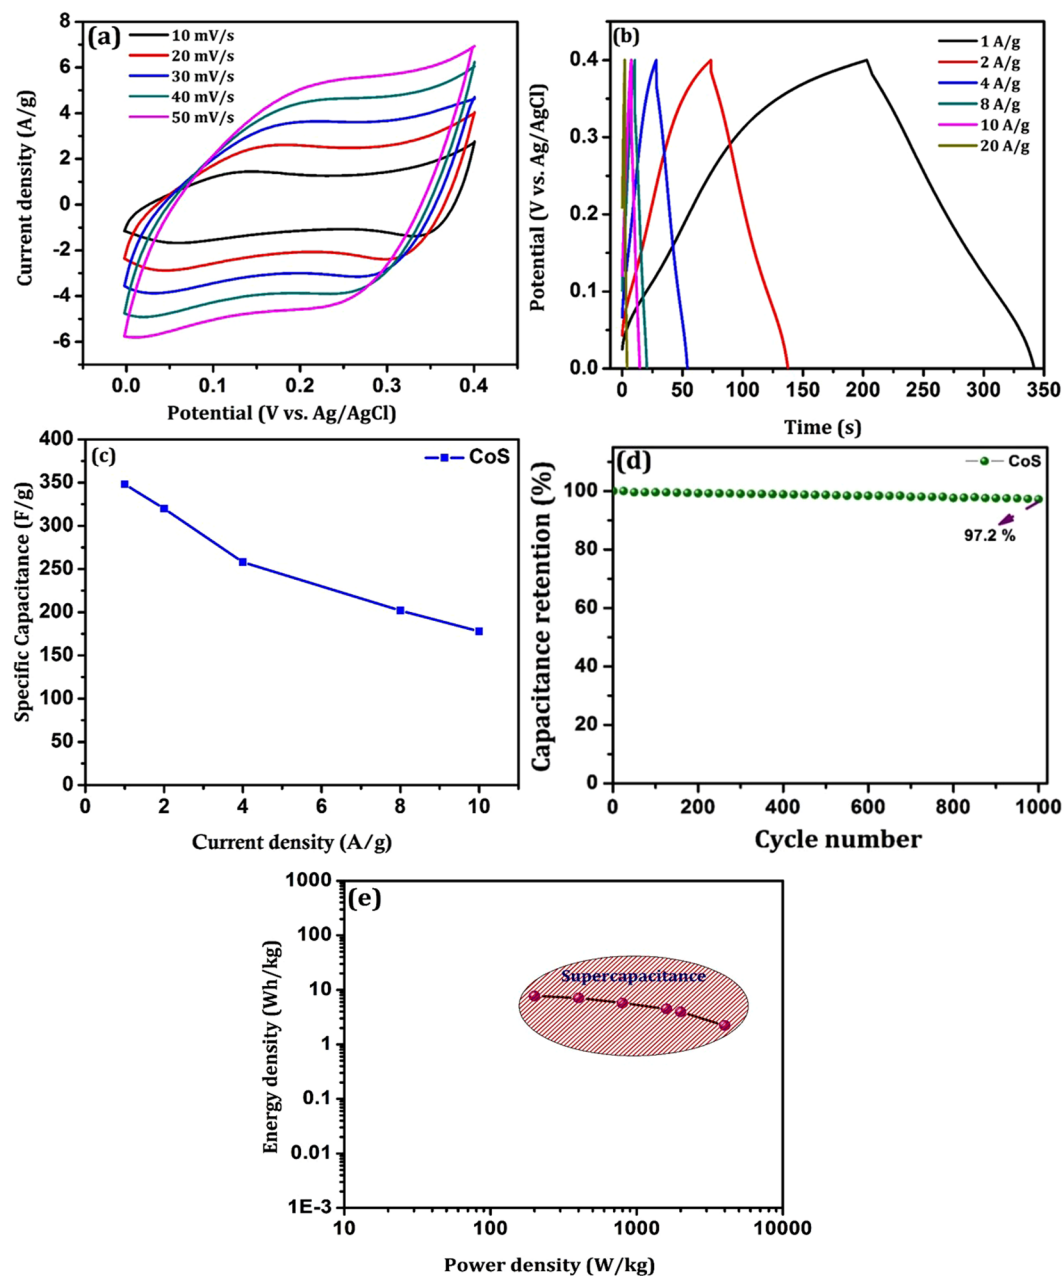 (a)
10 mV/s
20 mV/s
30 mV/s
40 mV/s
50 mV/s
Current density (A/g)
8
6
4
2
0
-2
-4
-6
0.0 0.1 0.2 0.3 0.4
Potential (V vs. Ag/AgCl)
(b)
1 A/g
2 A/g
4 A/g
8 A/g
10 A/g
20 A/g
Potential (V vs. Ag/AgCl)
0.4
0.3
0.2
0.1
0.0
0 50 100 150 200 250 300 350
Time (s)
(c)
CoS
Specific Capacitance (F/g)
400
350
300
250
200
150
100
50
0
0 2 4 6 8 10
Current density (A/g)
(d)
CoS
97.2 %
Capacitance retention (%)
100
80
60
40
20
0
0 200 400 600 800 1000
Cycle number
(e)
Supercapacitance
Energy density (Wh/kg)
1000
100
10
1
0.1
0.01
1E-3
10 100 1000 10000
Power density (W/kg)